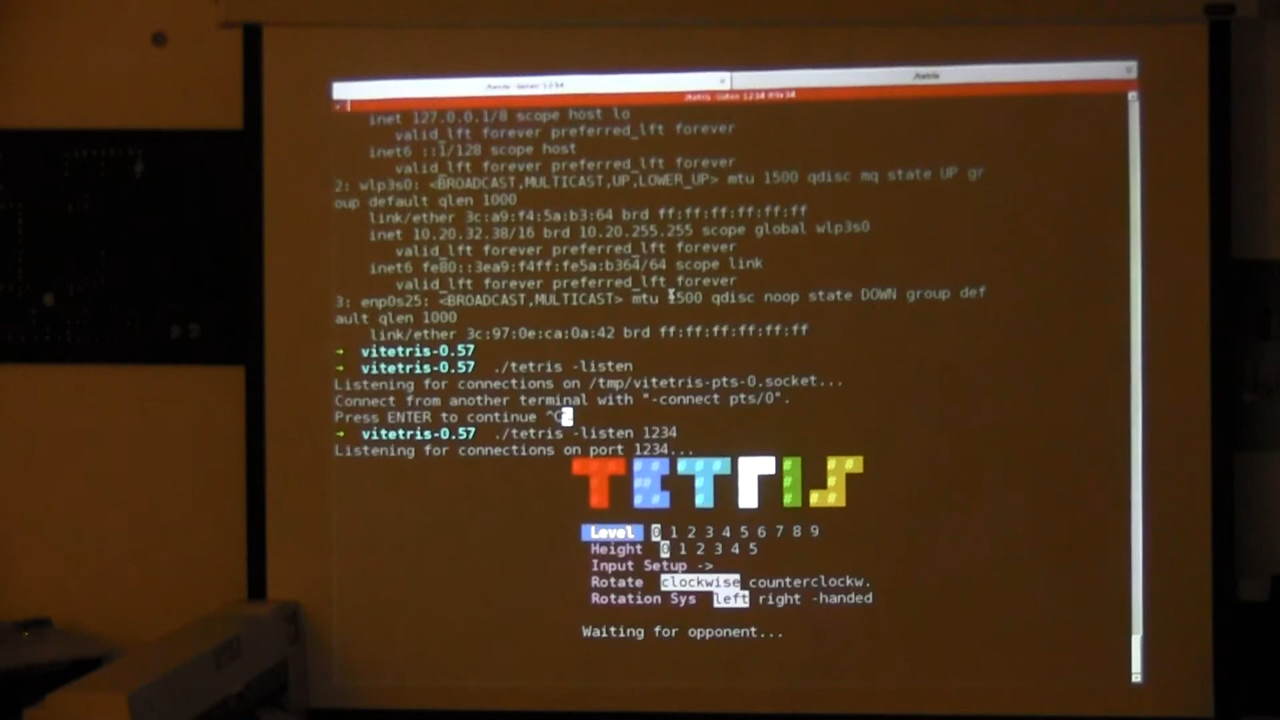 inet 127.0.0.1/8 scope host lo
valid_lft forever preferred_lft forever
inet6 ::1/128 scope host
valid_lft forever preferred_lft forever
2: wlp3s0: <BROADCAST,MULTICAST,UP,LOWER_UP> mtu 1500 qdisc mq state UP gr
oup default qlen 1000
link/ether 3c:a9:f4:5a:b3:64 brd ff:ff:ff:ff:ff:ff
inet 10.20.32.38/16 brd 10.20.255.255 scope global wlp3s0
valid_lft forever preferred_lft forever
inet6 fe80::3ea9:f4ff:fe5a:b364/64 scope link
valid_lft forever preferred_lft forever
3: enp0s25: <BROADCAST,MULTICAST> mtu 1500 qdisc noop state DOWN group def
ault qlen 1000
link/ether 3c:97:0e:ca:0a:42 brd ff:ff:ff:ff:ff:ff
→ vitetris-0.57
→ vitetris-0.57 ./tetris -listen
Listening for connections on /tmp/vitetris-pts-0.socket...
Connect from another terminal with "-connect pts/0".
Press ENTER to continue ^C
→ vitetris-0.57 ./tetris -listen 1234
Listening for connections on port 1234...
TETRIS
Level 0 1 2 3 4 5 6 7 8 9
Height 0 1 2 3 4 5
Input Setup ->
Rotate clockwise counterclockw.
Rotation Sys left right -handed
Waiting for opponent...